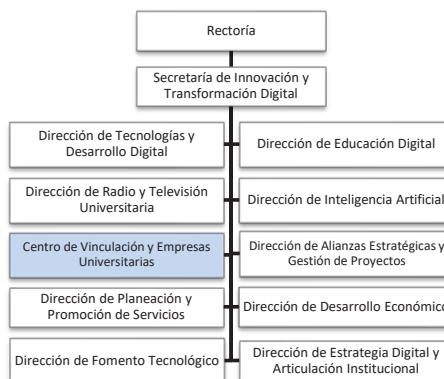 Rectoría
Secretaría de Innovación y
Transformación Digital
Dirección de Tecnologías y
Desarrollo Digital
Dirección de Educación Digital
Dirección de Radio y Televisión
Universitaria
Dirección de Inteligencia Artificial
Centro de Vinculación y Empresas
Universitarias
Dirección de Alianzas Estratégicas y
Gestión de Proyectos
Dirección de Planeación y
Promoción de Servicios
Dirección de Desarrollo Económico
Dirección de Fomento Tecnológico
Dirección de Estrategia Digital y
Articulación Institucional